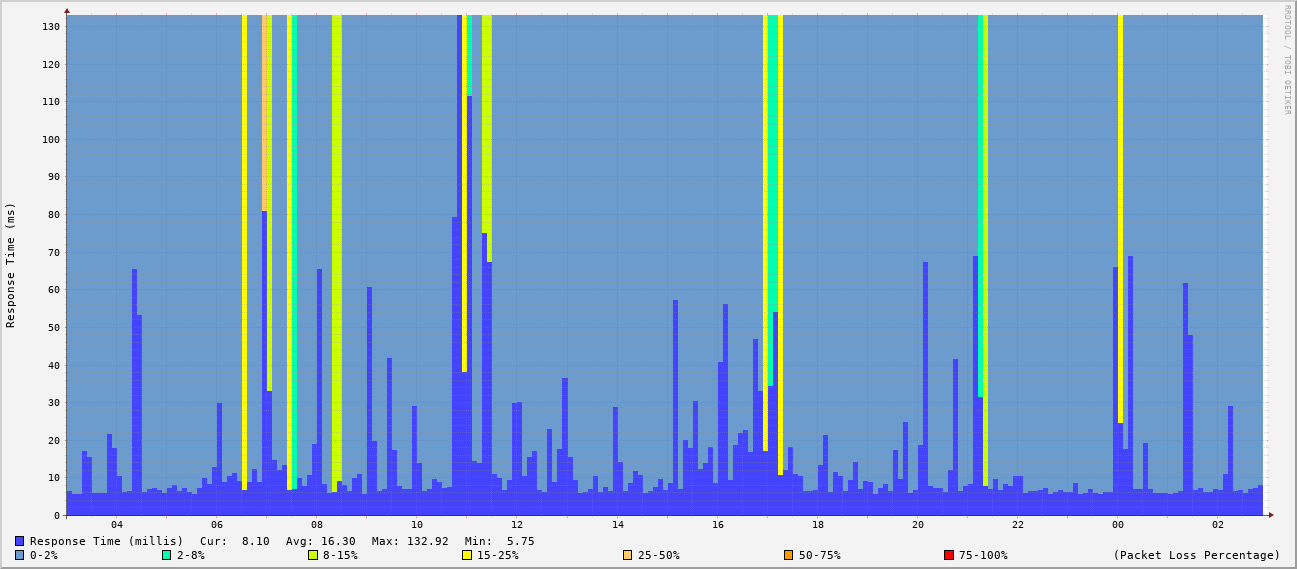 RRDTOOL / TOBI OETIKER
Response Time (ms)
130
120
110
100
90
80
70
60
50
40
30
20
10
0
04 06 08 10 12 14 16 18 20 22 00 02
Response Time (millis) Cur: 8.10 Avg: 16.30 Max: 132.92 Min: 5.75
0-2% 2-8% 8-15% 15-25% 25-50% 50-75% 75-100% (Packet Loss Percentage)